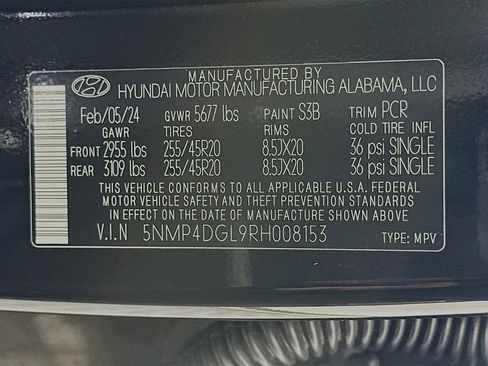 MANUFACTURED BY
HYUNDAI MOTOR MANUFACTURING ALABAMA, LLC
Feb/05/24 GVWR 5677 lbs PAINT S3B TRIM PCR
GAWR TIRES RIMS COLD TIRE INFL
FRONT 2955 lbs 255/45R20 8.5JX20 36 psi SINGLE
REAR 3109 lbs 255/45R20 8.5JX20 36 psi SINGLE
THIS VEHICLE CONFORMS TO ALL APPLICABLE U.S.A. FEDERAL
MOTOR VEHICLE SAFETY AND THEFT PREVENTION STANDARDS
IN EFFECT ON THE DATE OF MANUFACTURE SHOWN ABOVE.
V.I.N 5NMP4DGL9RH008153 TYPE: MPV